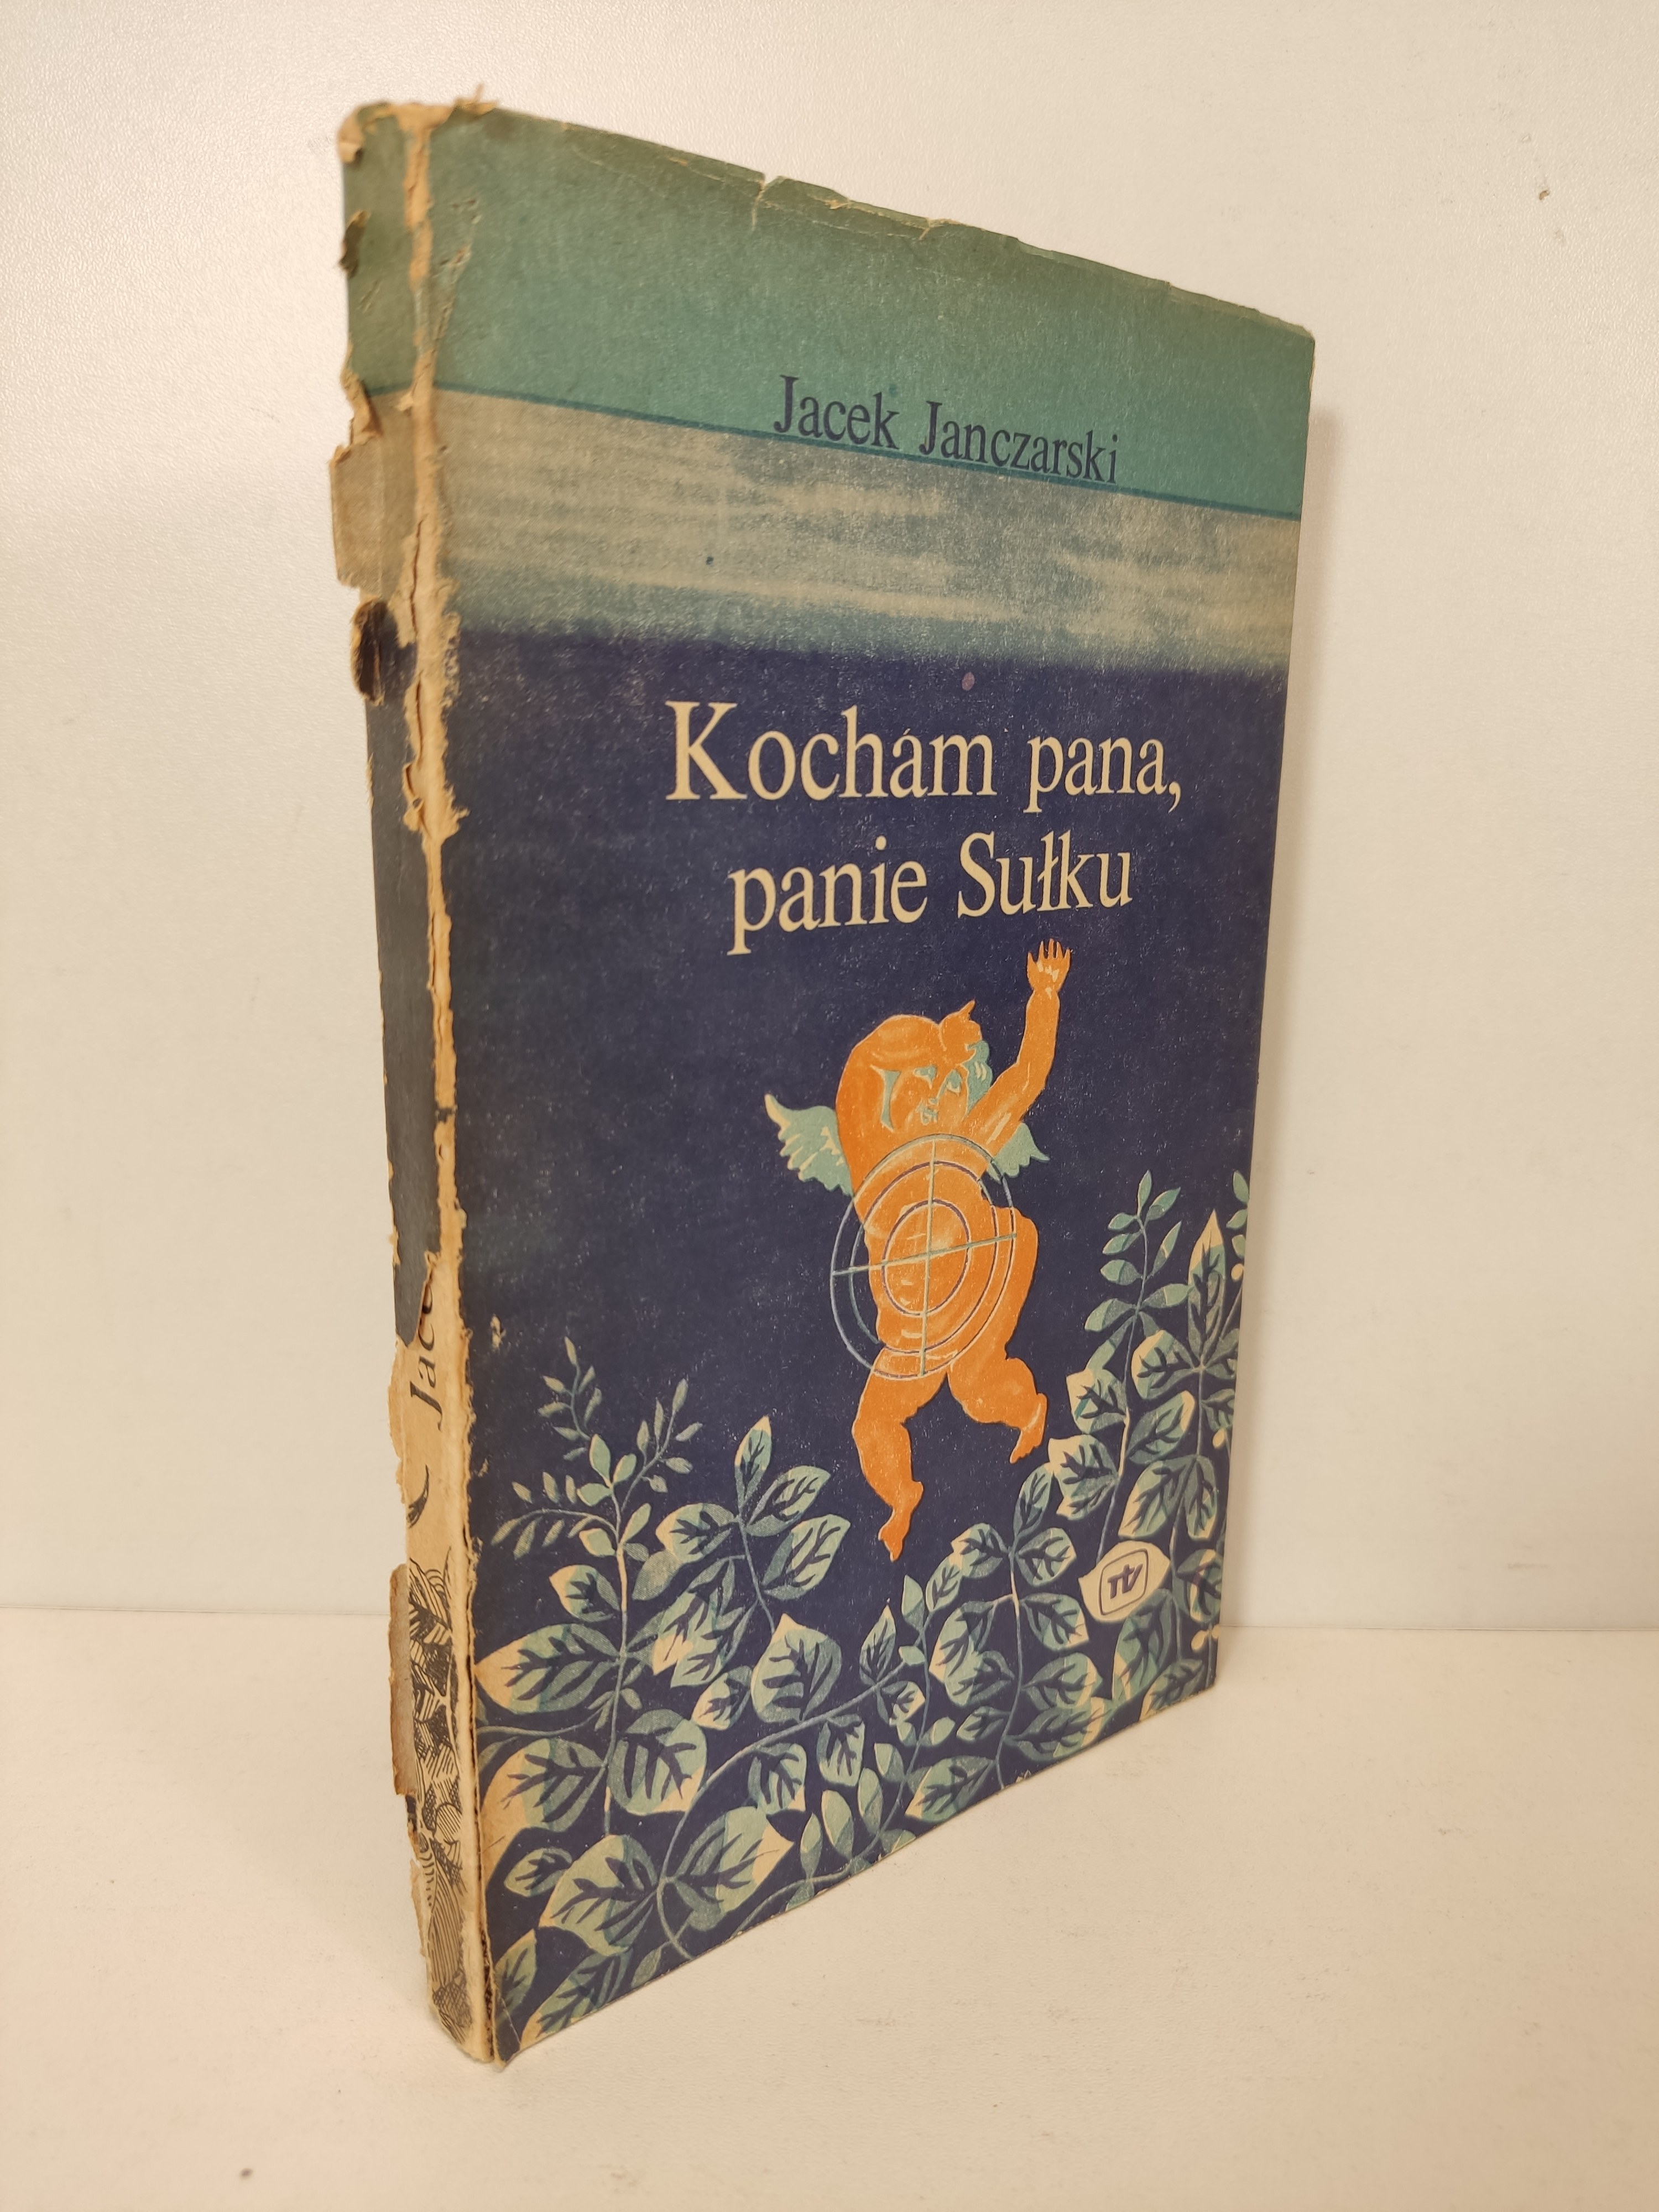 Jacek Janczarski
Kocham pana,
panie Sułku